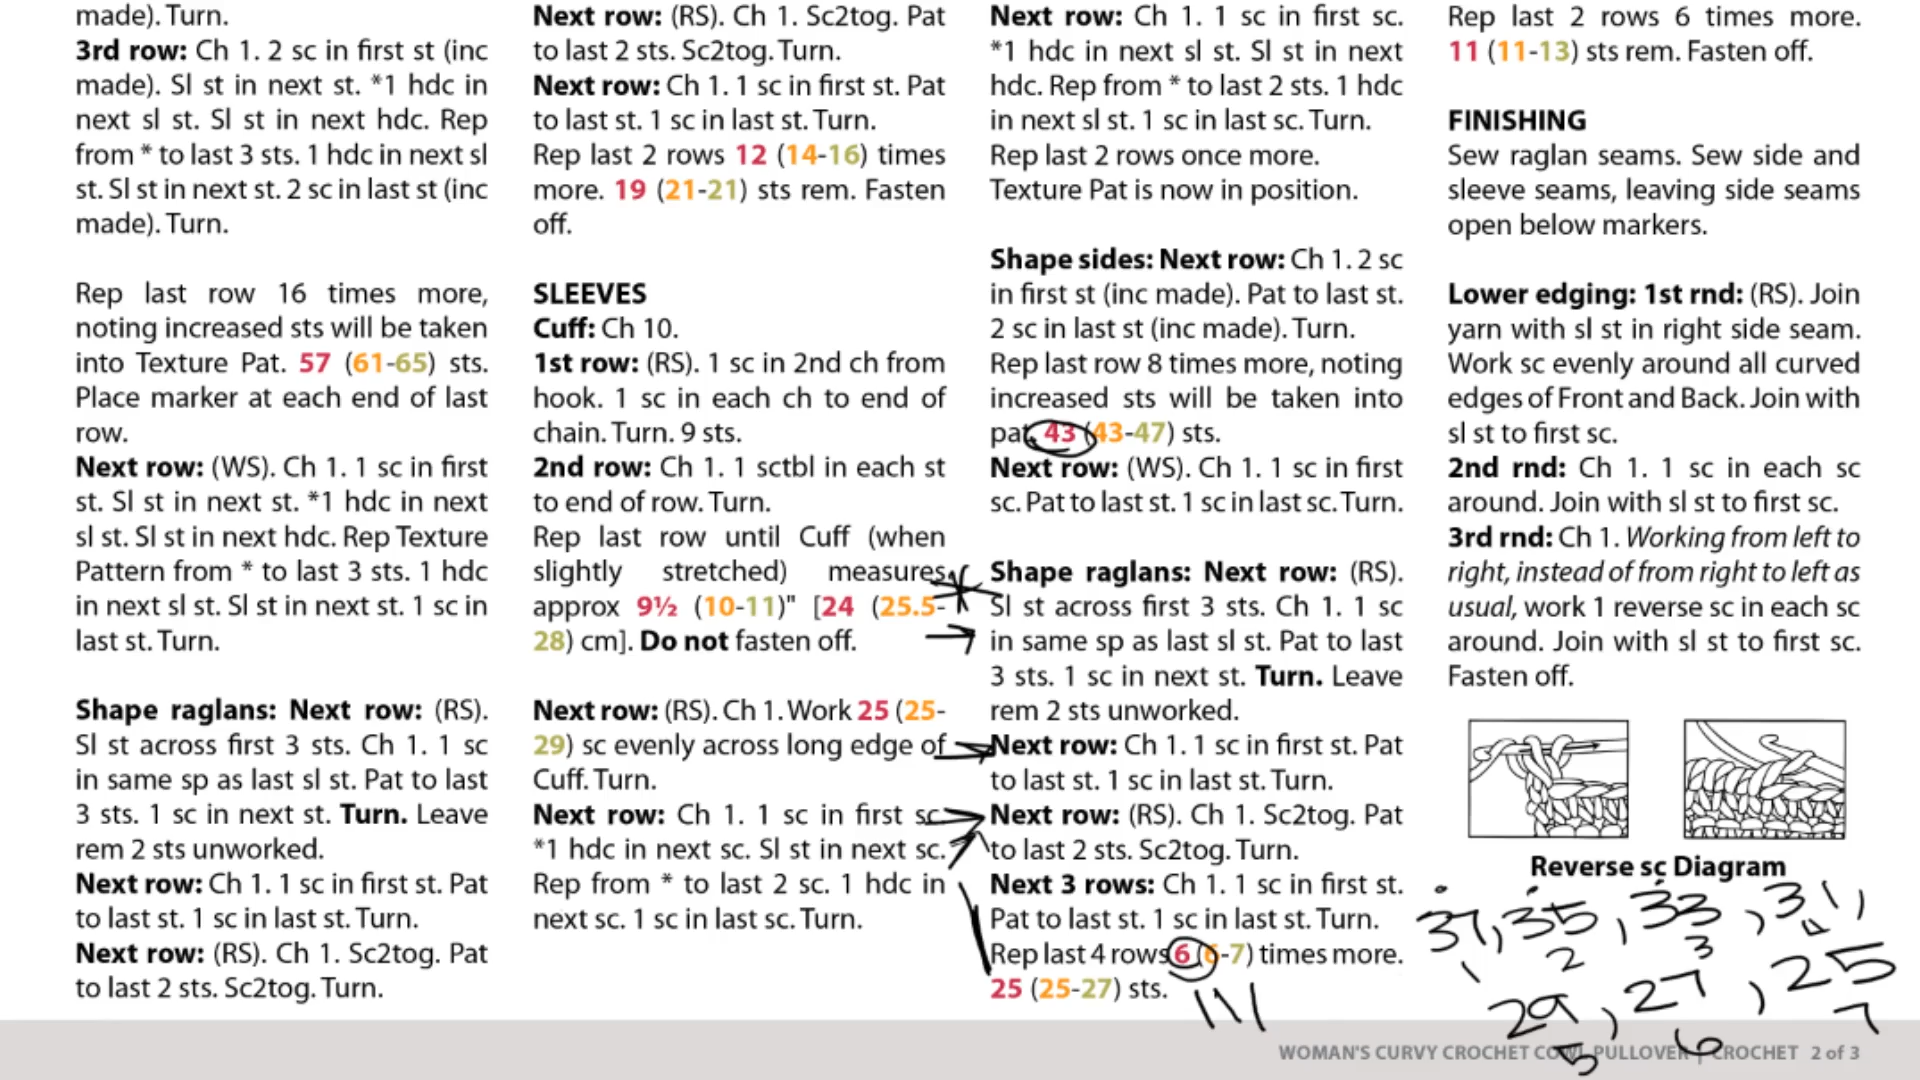 made). Turn.
3rd row: Ch 1. 2 sc in first st (inc
made). Sl st in next st. *1 hdc in
next sl st. Sl st in next hdc. Rep
from * to last 3 sts. 1 hdc in next sl
st. Sl st in next st. 2 sc in last st (inc
made). Turn.
Rep last row 16 times more,
noting increased sts will be taken
into Texture Pat. 57 (61-65) sts.
Place marker at each end of last
row.
Next row: (WS). Ch 1. 1 sc in first
st. Sl st in next st. *1 hdc in next
sl st. Sl st in next hdc. Rep Texture
Pattern from * to last 3 sts. 1 hdc
in next sl st. Sl st in next st. 1 sc in
last st. Turn.
Shape raglans: Next row: (RS).
Sl st across first 3 sts. Ch 1. 1 sc
in same sp as last sl st. Pat to last
3 sts. 1 sc in next st. Turn. Leave
rem 2 sts unworked.
Next row: Ch 1. 1 sc in first st. Pat
to last st. 1 sc in last st. Turn.
Next row: (RS). Ch 1. Sc2tog. Pat
to last 2 sts. Sc2tog. Turn.
Next row: (RS). Ch 1. Sc2tog. Pat
to last 2 sts. Sc2tog. Turn.
Next row: Ch 1. 1 sc in first st. Pat
to last st. 1 sc in last st. Turn.
Rep last 2 rows 12 (14-16) times
more. 19 (21-21) sts rem. Fasten
off.
SLEEVES
Cuff: Ch 10.
1st row: (RS). 1 sc in 2nd ch from
hook. 1 sc in each ch to end of
chain. Turn. 9 sts.
2nd row: Ch 1. 1 sctbl in each st
to end of row. Turn.
Rep last row until Cuff (when
slightly stretched) measures
approx 9½ (10-11)" [24 (25.5-
28) cm]. Do not fasten off.
Next row: (RS). Ch 1. Work 25 (25-
29) sc evenly across long edge of
Cuff. Turn.
Next row: Ch 1. 1 sc in first sc.
*1 hdc in next sc. Sl st in next sc.
Rep from * to last 2 sc. 1 hdc in
next sc. 1 sc in last sc. Turn.
Next row: Ch 1. 1 sc in first sc.
*1 hdc in next sl st. Sl st in next
hdc. Rep from * to last 2 sts. 1 hdc
in next sl st. 1 sc in last sc. Turn.
Rep last 2 rows once more.
Texture Pat is now in position.
Shape sides: Next row: Ch 1. 2 sc
in first st (inc made). Pat to last st.
2 sc in last st (inc made). Turn.
Rep last row 8 times more, noting
increased sts will be taken into
pat. 43 (43-47) sts.
Next row: (WS). Ch 1. 1 sc in first
sc. Pat to last st. 1 sc in last sc. Turn.
Shape raglans: Next row: (RS).
Sl st across first 3 sts. Ch 1. 1 sc
in same sp as last sl st. Pat to last
3 sts. 1 sc in next st. Turn. Leave
rem 2 sts unworked.
Next row: Ch 1. 1 sc in first st. Pat
to last st. 1 sc in last st. Turn.
Next row: (RS). Ch 1. Sc2tog. Pat
to last 2 sts. Sc2tog. Turn.
Next 3 rows: Ch 1. 1 sc in first st.
Pat to last st. 1 sc in last st. Turn.
Rep last 4 rows 6 (6-7) times more.
25 (25-27) sts.
Rep last 2 rows 6 times more.
11 (11-13) sts rem. Fasten off.
FINISHING
Sew raglan seams. Sew side and
sleeve seams, leaving side seams
open below markers.
Lower edging: 1st rnd: (RS). Join
yarn with sl st in right side seam.
Work sc evenly around all curved
edges of Front and Back. Join with
sl st to first sc.
2nd rnd: Ch 1. 1 sc in each sc
around. Join with sl st to first sc.
3rd rnd: Ch 1. Working from left to
right, instead of from right to left as
usual, work 1 reverse sc in each sc
around. Join with sl st to first sc.
Fasten off.
Reverse sc Diagram
37, 35, 33, 31,
1 2 3
29, 27, 25
5 6 7
WOMAN'S CURVY CROCHET COWL PULLOVER | CROCHET 2 of 3